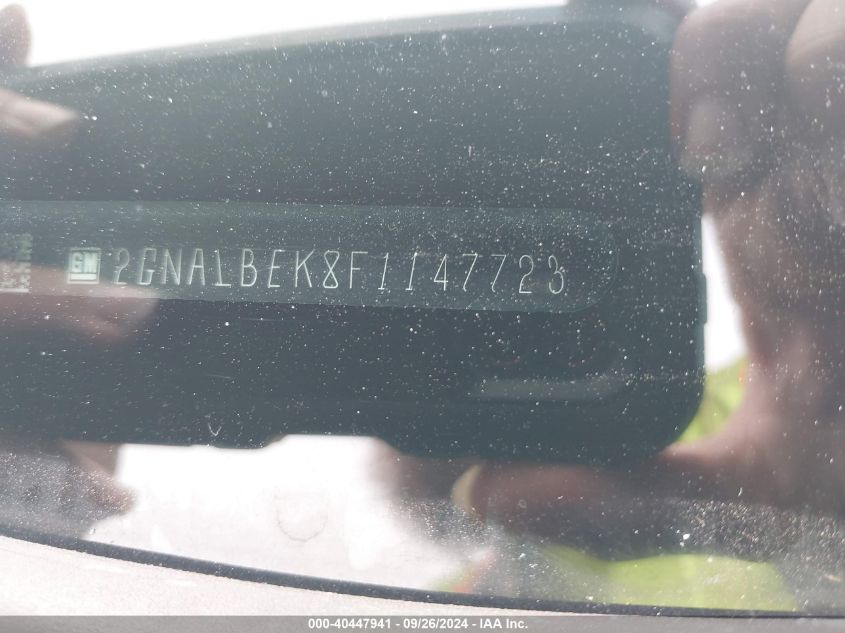 GM 2GNALBEK8F1147723
000-40447941 - 09/26/2024 - IAA Inc.